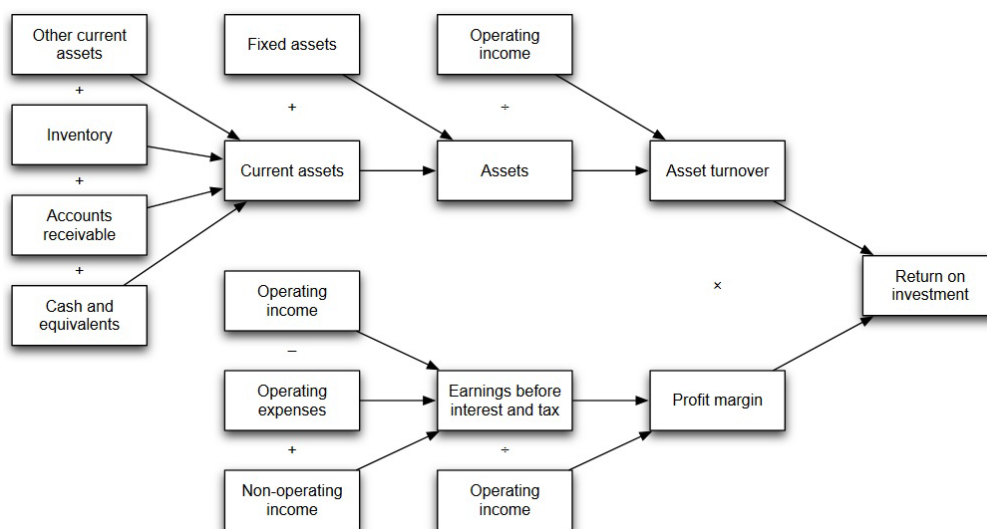 Other current
assets
+
Inventory
+
Accounts
receivable
+
Cash and
equivalents
Fixed assets
+
Current assets
Operating
income
÷
Assets
Asset turnover
×
Return on
investment
Operating
income
–
Operating
expenses
+
Non-operating
income
Earnings before
interest and tax
÷
Operating
income
Profit margin